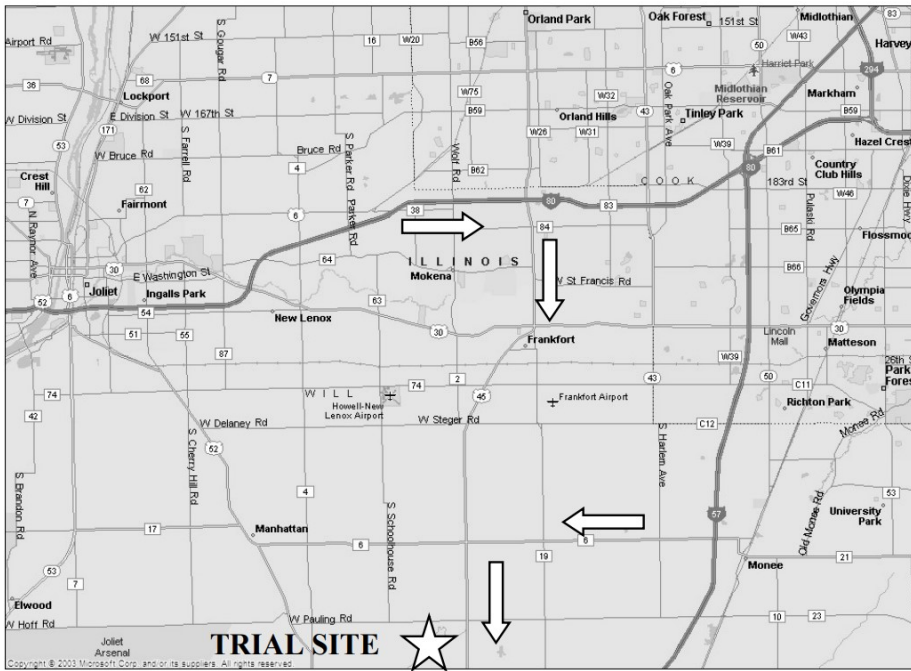 Orland Park
Oak Forest
151st St
Midlothian
83
W 151st St
S Gougar Rd
16
W20
B56
50
W43
Harvey
Airport Rd
68
7
6
Harriet Park
294
36
Lockport
W75
W32
43
Oak Park Ave
Midlothian
Reservoir
Markham
W Division St
E Division St
W 167th St
B59
Orland Hills
Tinley Park
B59
53
171
S Farrell Rd
S Parker Rd
Wolf Rd
W26
W31
W39
B61
Hazel Crest
W Bruce Rd
Bruce Rd
4
B62
80
Country
Club Hills
Crest
Hill
62
Parker Rd
80
COOK
183rd St
W46
Dixie Hwy
7
Fairmont
6
38
83
Pulaski Rd
N Raynor Ave
84
B65
Flossmoor
30
E Washington St
64
ILLINOIS
B66
Governors Hwy
Joliet
Mokena
W St Francis Rd
Olympia
Fields
52
6
Ingalls Park
63
54
New Lenox
30
Lincoln
Mall
30
51
55
Frankfort
Matteson
87
W39
26th S
Park
Fores
74
WILL
74
2
43
50
C11
42
Howell-New
Lenox Airport
45
Frankfort Airport
Richton Park
W Delaney Rd
W Steger Rd
C12
Monee Rd
52
S Brandon Rd
S Cherry Hill Rd
4
S Schoolhouse Rd
S Harlem Ave
Old Monee Rd
53
University
Park
57
17
Manhattan
6
6
19
21
Monee
53
7
Elwood
W Hoff Rd
W Pauling Rd
10
23
Joliet
Arsenal
TRIAL SITE
Copyright © 2003 Microsoft Corp. and/or its suppliers. All rights reserved.